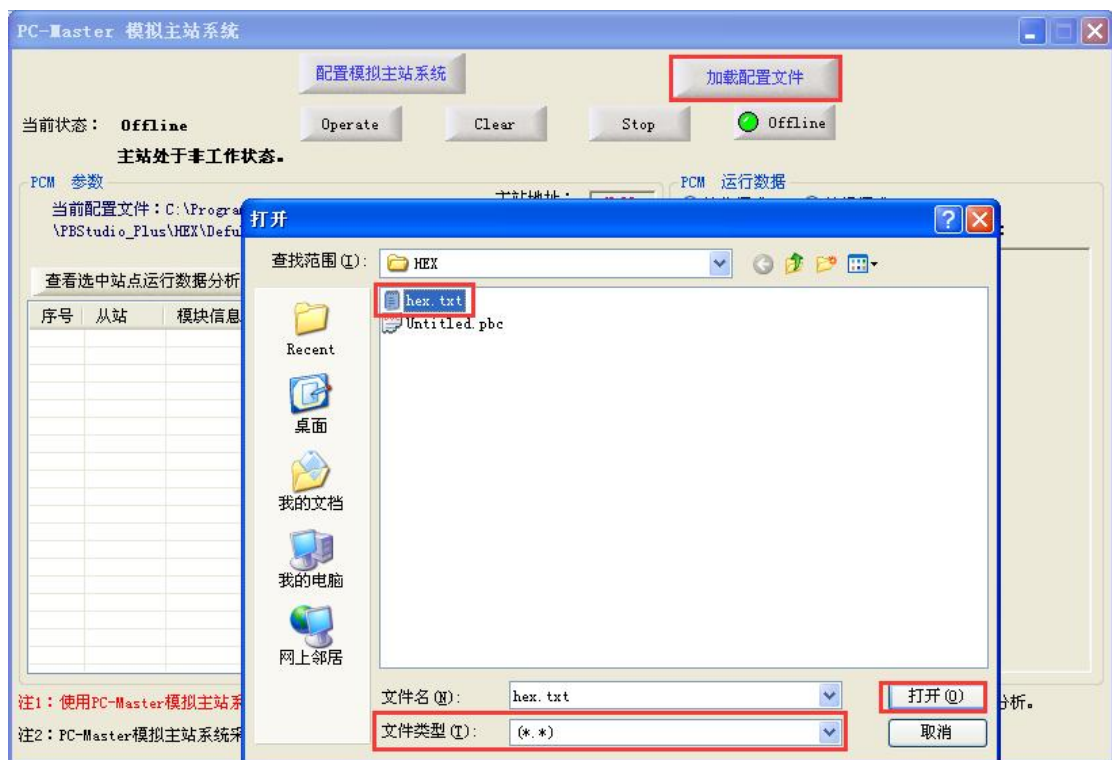 PC-Master 模拟主站系统
配置模拟主站系统
加载配置文件
当前状态： Offline
Operate
Clear
Stop
Offline
主站处于非工作状态。
PCM 参数
PCM 运行数据
当前配置文件：C:\Progra
\PBStudio_Plus\HEX\Defu
查看选中站点运行数据分析
序号 从站 模块信息
打开
查找范围(I):
HEX
hex.txt
Untitled.pbc
Recent
桌面
我的文档
我的电脑
网上邻居
文件名(N):
hex.txt
打开(O)
文件类型(T):
(*.*)
取消
注1：使用PC-Master模拟主站系
分析。
注2：PC-Master模拟主站系统采